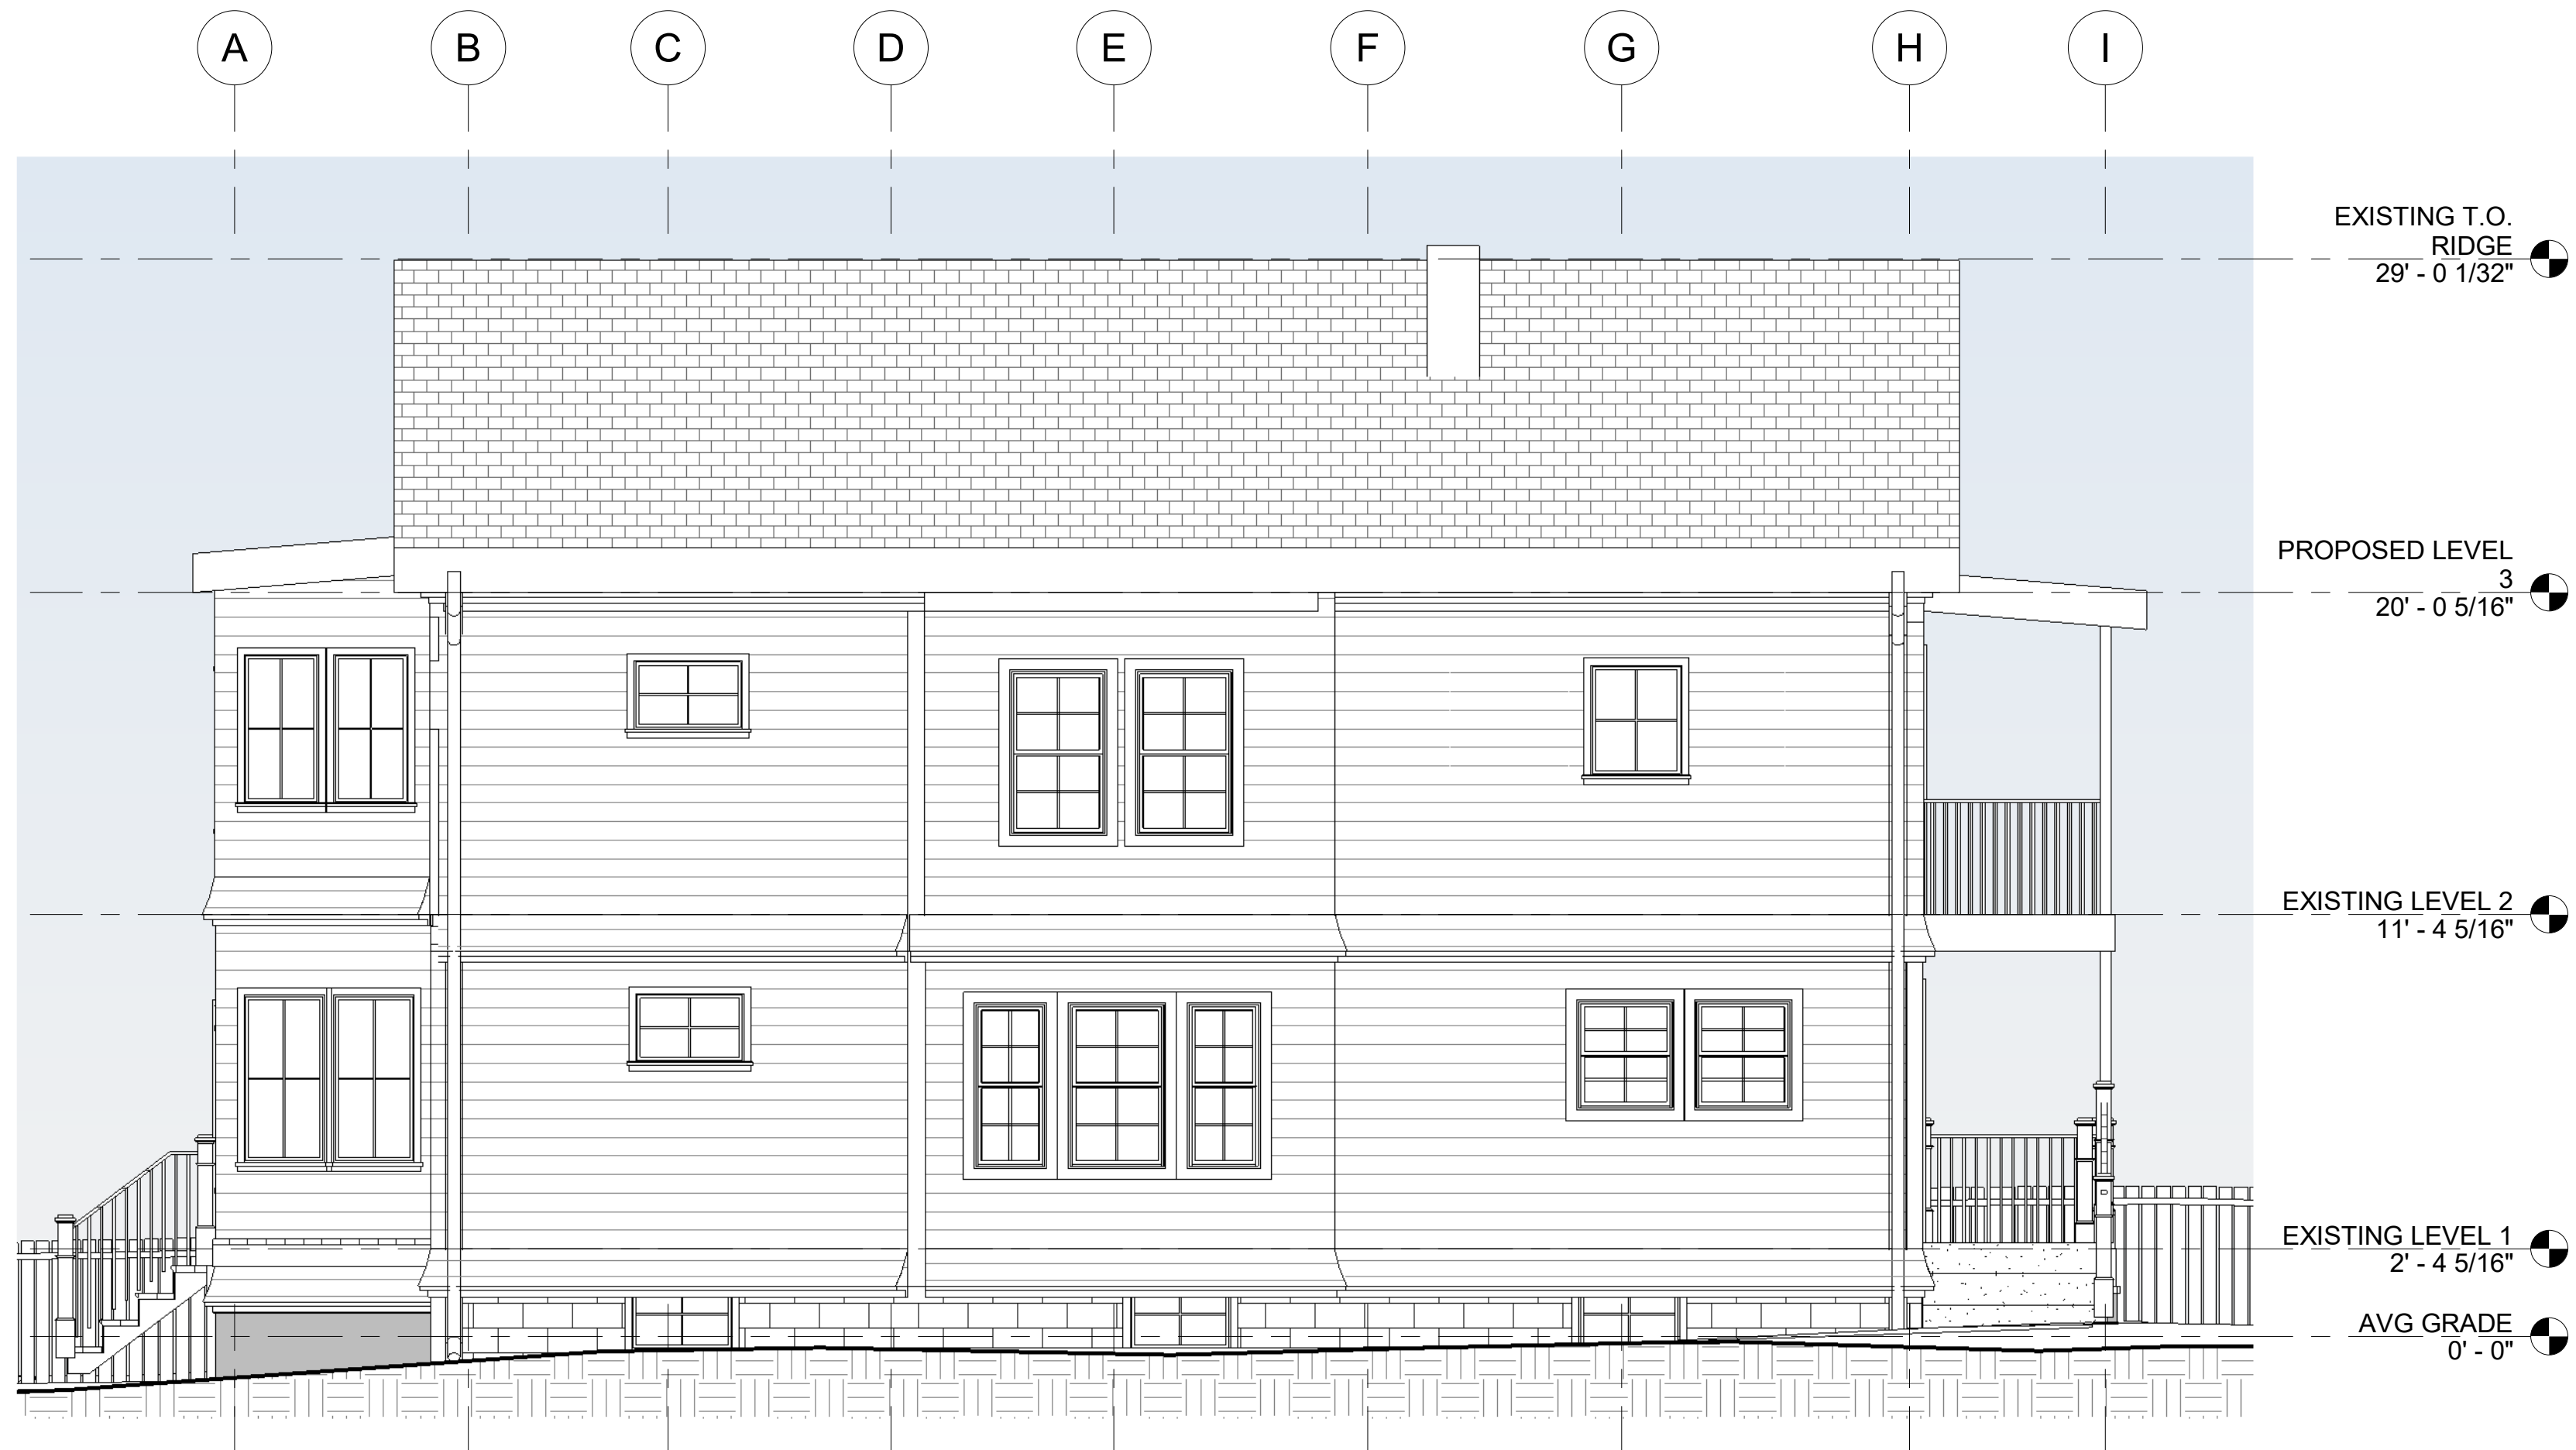 A B C D E F G H I
EXISTING T.O.
RIDGE
29' - 0 1/32"
PROPOSED LEVEL
3
20' - 0 5/16"
EXISTING LEVEL 2
11' - 4 5/16"
EXISTING LEVEL 1
2' - 4 5/16"
AVG GRADE
0' - 0"